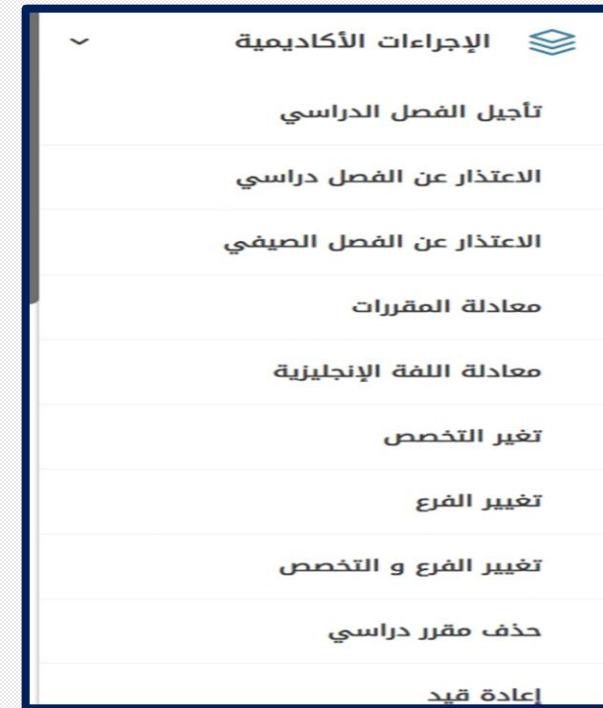 الإجراءات الأكاديمية
تأجيل الفصل الدراسي
الاعتذار عن الفصل دراسي
الاعتذار عن الفصل الصيفي
معادلة المقررات
معادلة اللغة الإنجليزية
تغير التخصص
تغيير الفرع
تغيير الفرع و التخصص
حذف مقرر دراسي
إعادة قيد